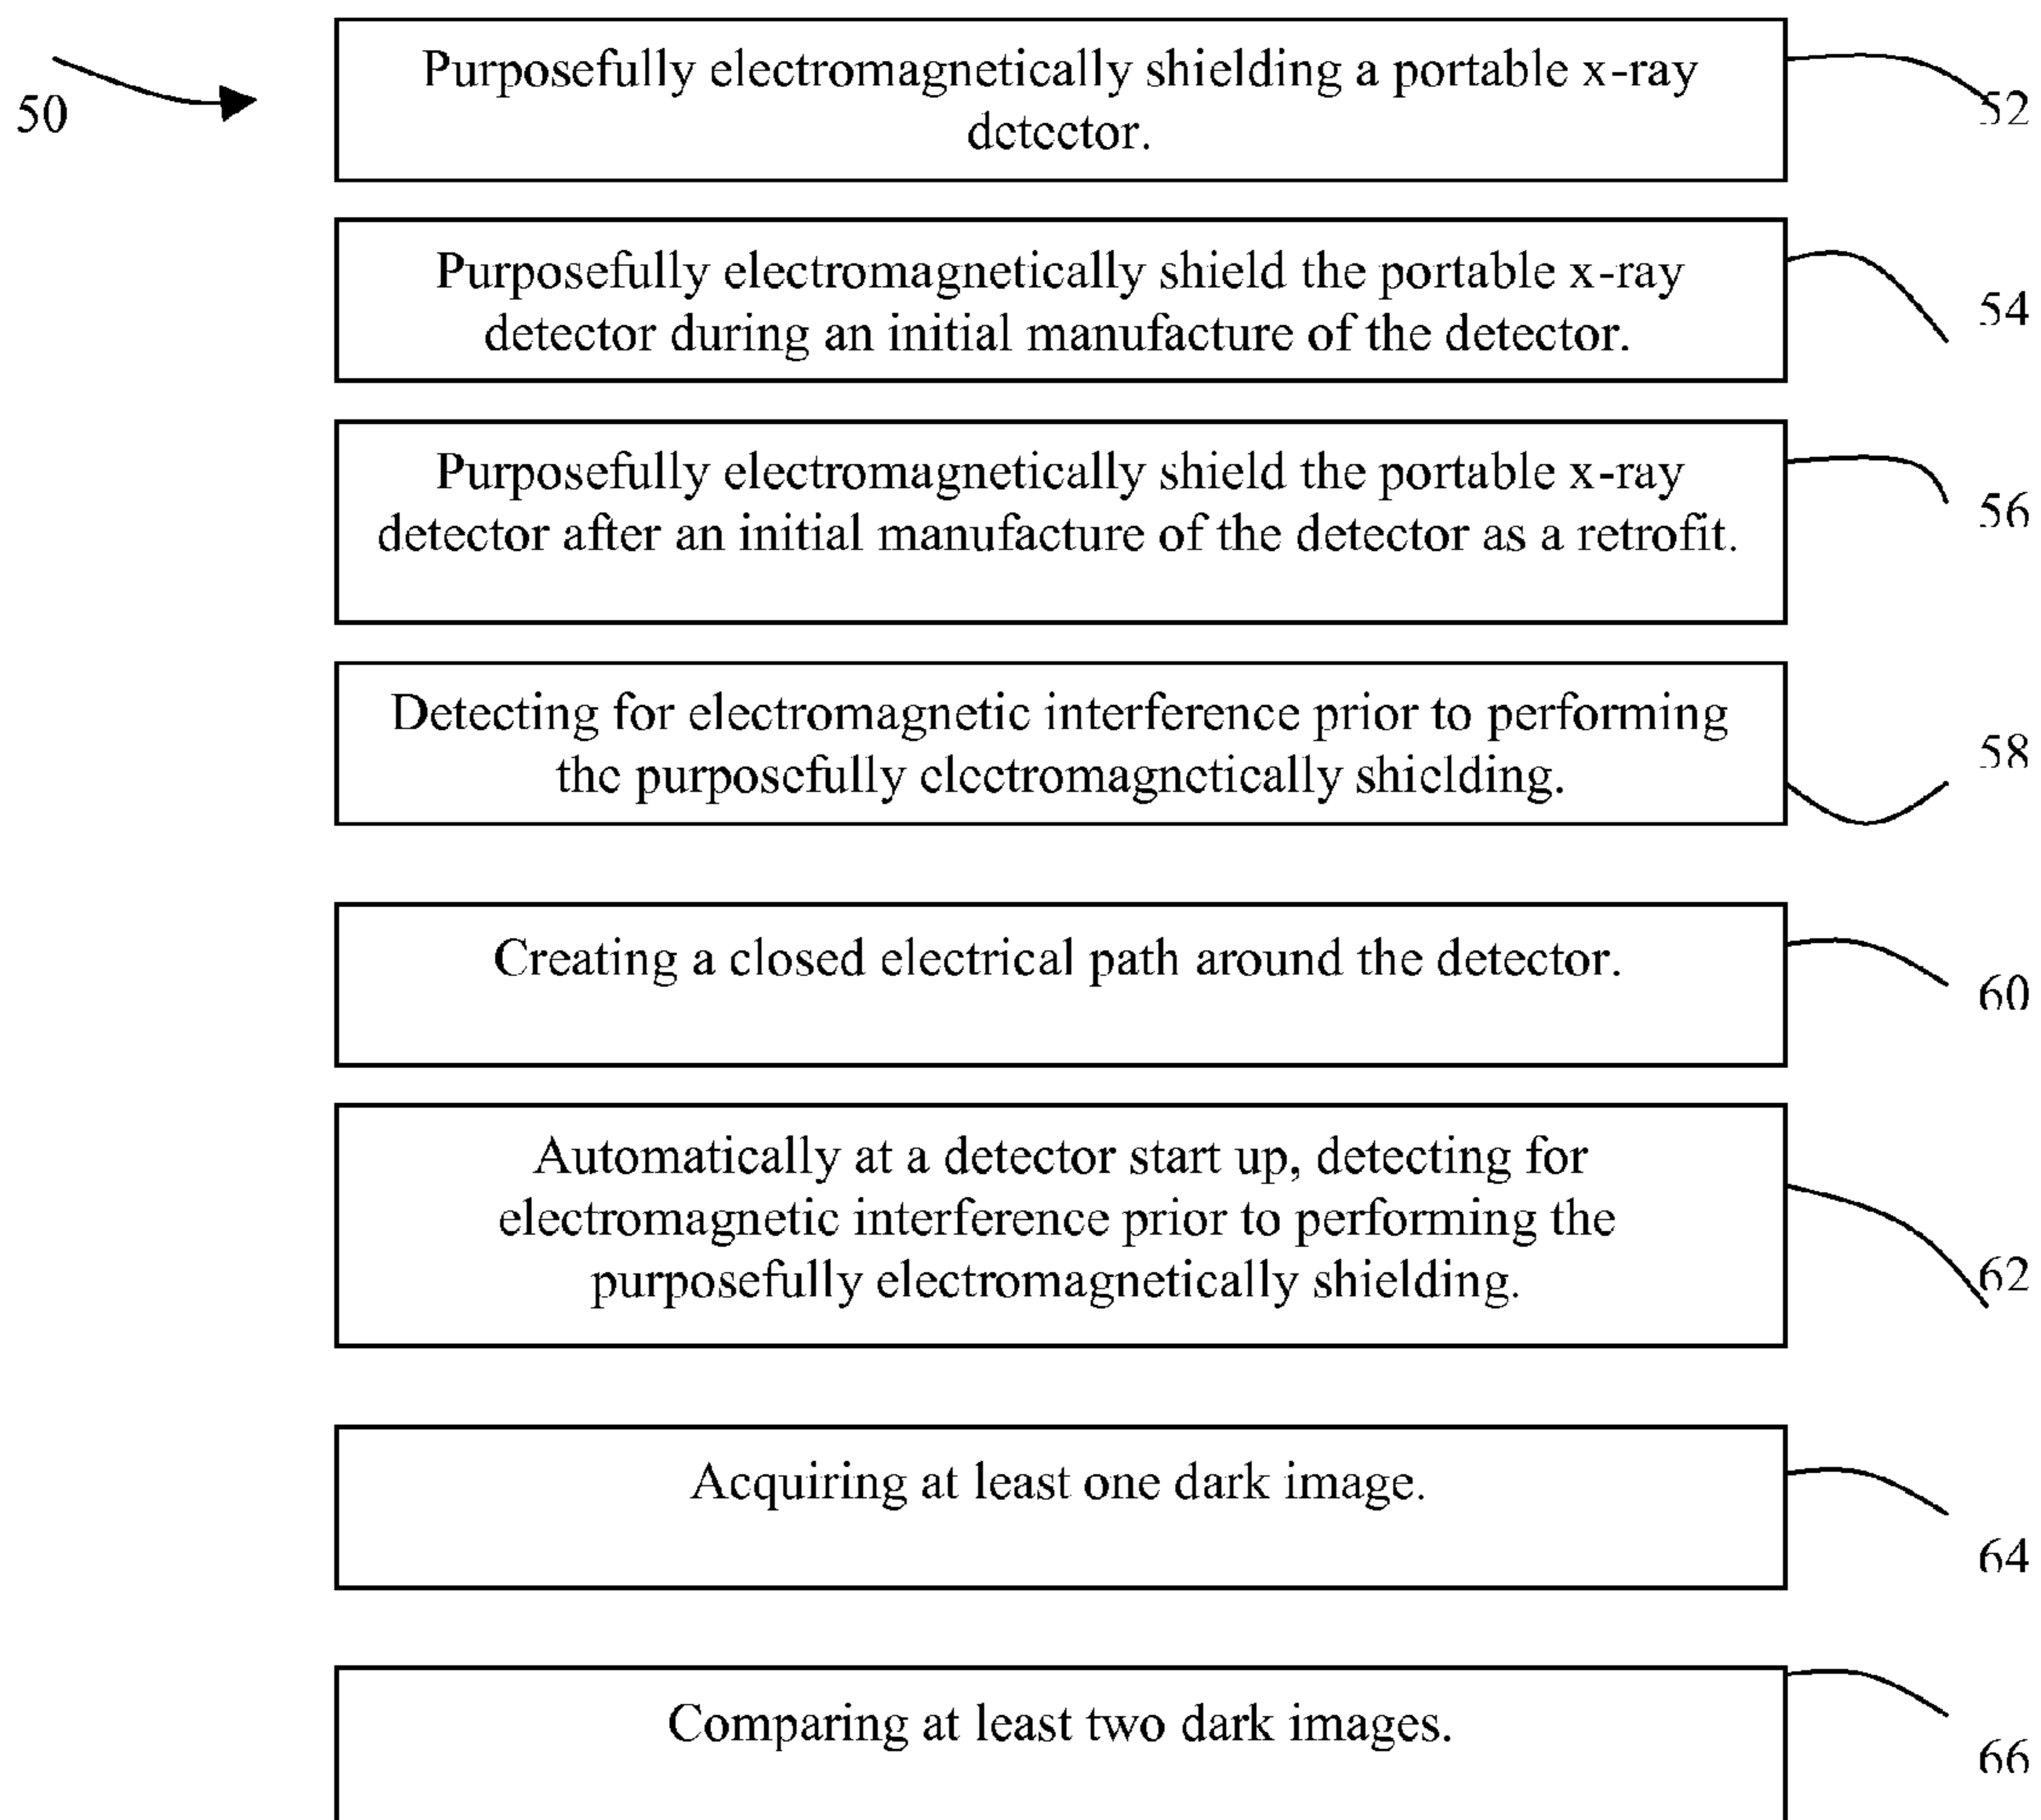 50
Purposefully electromagnetically shielding a portable x-ray
detector.
52
Purposefully electromagnetically shield the portable x-ray
detector during an initial manufacture of the detector.
54
Purposefully electromagnetically shield the portable x-ray
detector after an initial manufacture of the detector as a retrofit.
56
Detecting for electromagnetic interference prior to performing
the purposefully electromagnetically shielding.
58
Creating a closed electrical path around the detector.
60
Automatically at a detector start up, detecting for
electromagnetic interference prior to performing the
purposefully electromagnetically shielding.
62
Acquiring at least one dark image.
64
Comparing at least two dark images.
66